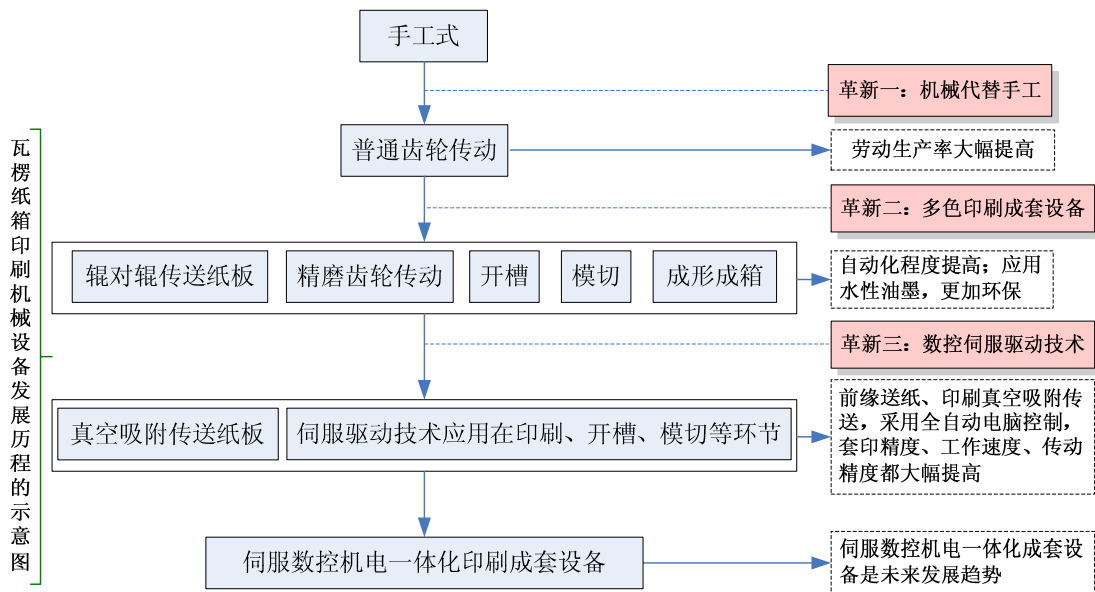 手工式
革新一：机械代替手工
普通齿轮传动
劳动生产率大幅提高
革新二：多色印刷成套设备
辊对辊传送纸板
精磨齿轮传动
开槽
模切
成形成箱
自动化程度提高；应用
水性油墨，更加环保
革新三：数控伺服驱动技术
真空吸附传送纸板
伺服驱动技术应用在印刷、开槽、模切等环节
前缘送纸、印刷真空吸附传
送，采用全自动电脑控制，
套印精度、工作速度、传动
精度都大幅提高
伺服数控机电一体化印刷成套设备
伺服数控机电一体化成套设
备是未来发展趋势
瓦楞纸箱印刷机械设备发展历程的示意图